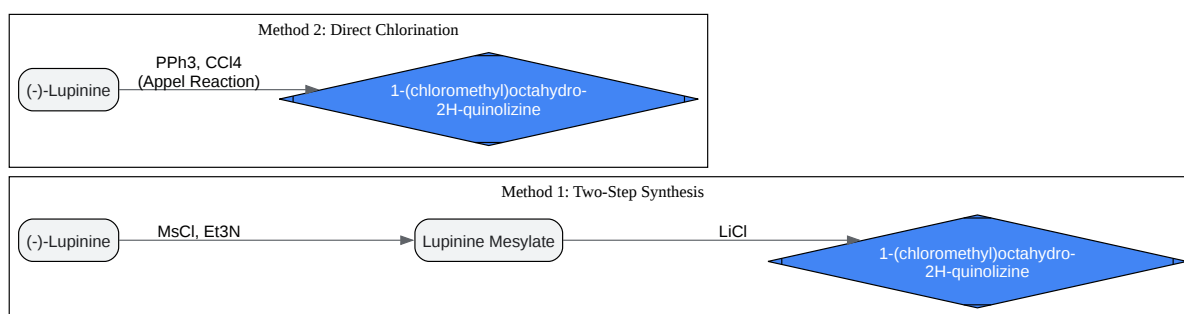 Method 2: Direct Chlorination
(-)-Lupinine
PPh3, CCl4
(Appel Reaction)
1-(chloromethyl)octahydro-
2H-quinolizine
Method 1: Two-Step Synthesis
(-)-Lupinine
MsCl, Et3N
Lupinine Mesylate
LiCl
1-(chloromethyl)octahydro-
2H-quinolizine